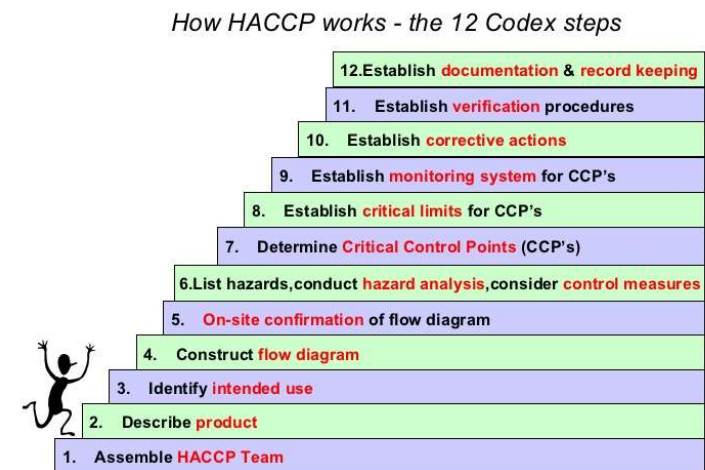 How HACCP works - the 12 Codex steps
12.Establish documentation & record keeping
11. Establish verification procedures
10. Establish corrective actions
9. Establish monitoring system for CCP's
8. Establish critical limits for CCP's
7. Determine Critical Control Points (CCP's)
6.List hazards,conduct hazard analysis,consider control measures
5. On-site confirmation of flow diagram
4. Construct flow diagram
3. Identify intended use
2. Describe product
1. Assemble HACCP Team